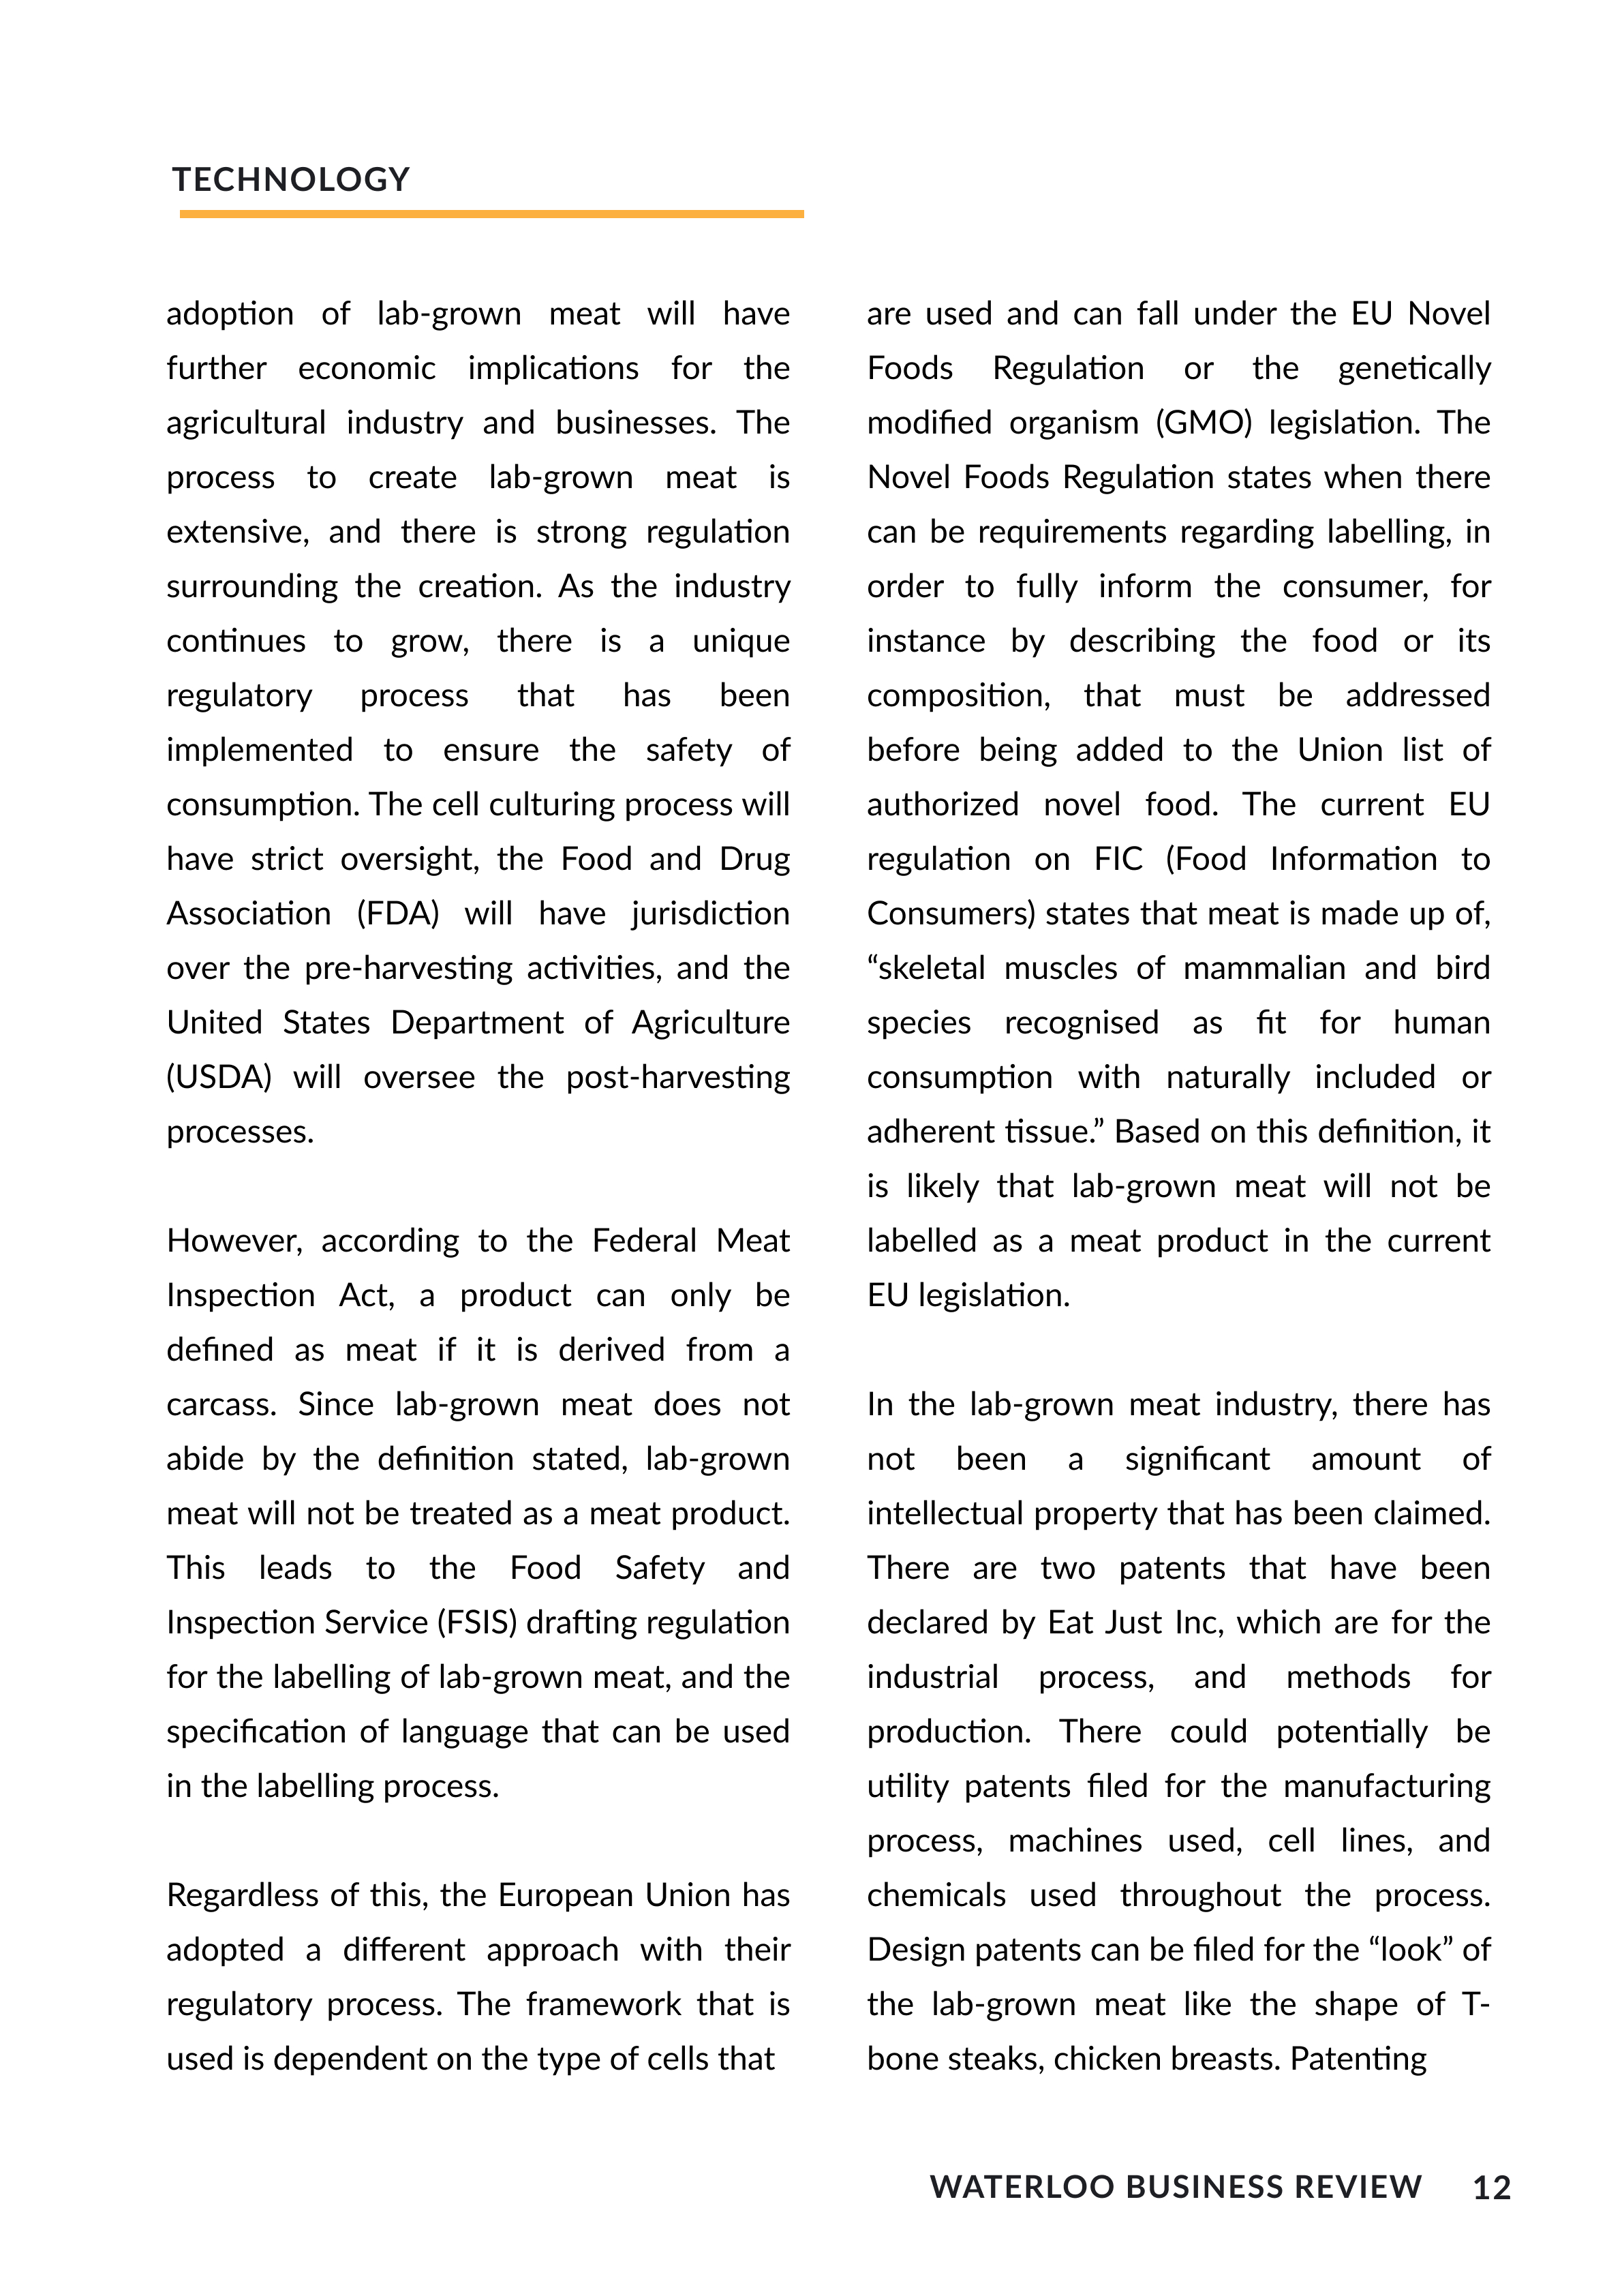 TECHNOLOGY
adoption of lab-grown meat will have
further economic implications for the
agricultural industry and businesses. The
process to create lab-grown meat is
extensive, and there is strong regulation
surrounding the creation. As the industry
continues to grow, there is a unique
regulatory process that has been
implemented to ensure the safety of
consumption. The cell culturing process will
have strict oversight, the Food and Drug
Association (FDA) will have jurisdiction
over the pre-harvesting activities, and the
United States Department of Agriculture
(USDA) will oversee the post-harvesting
processes.
However, according to the Federal Meat
Inspection Act, a product can only be
defined as meat if it is derived from a
carcass. Since lab-grown meat does not
abide by the definition stated, lab-grown
meat will not be treated as a meat product.
This leads to the Food Safety and
Inspection Service (FSIS) drafting regulation
for the labelling of lab-grown meat, and the
specification of language that can be used
in the labelling process.
Regardless of this, the European Union has
adopted a different approach with their
regulatory process. The framework that is
used is dependent on the type of cells that
are used and can fall under the EU Novel
Foods Regulation or the genetically
modified organism (GMO) legislation. The
Novel Foods Regulation states when there
can be requirements regarding labelling, in
order to fully inform the consumer, for
instance by describing the food or its
composition, that must be addressed
before being added to the Union list of
authorized novel food. The current EU
regulation on FIC (Food Information to
Consumers) states that meat is made up of,
“skeletal muscles of mammalian and bird
species recognised as fit for human
consumption with naturally included or
adherent tissue.” Based on this definition, it
is likely that lab-grown meat will not be
labelled as a meat product in the current
EU legislation.
In the lab-grown meat industry, there has
not been a significant amount of
intellectual property that has been claimed.
There are two patents that have been
declared by Eat Just Inc, which are for the
industrial process, and methods for
production. There could potentially be
utility patents filed for the manufacturing
process, machines used, cell lines, and
chemicals used throughout the process.
Design patents can be filed for the “look” of
the lab-grown meat like the shape of T-
bone steaks, chicken breasts. Patenting
WATERLOO BUSINESS REVIEW 12